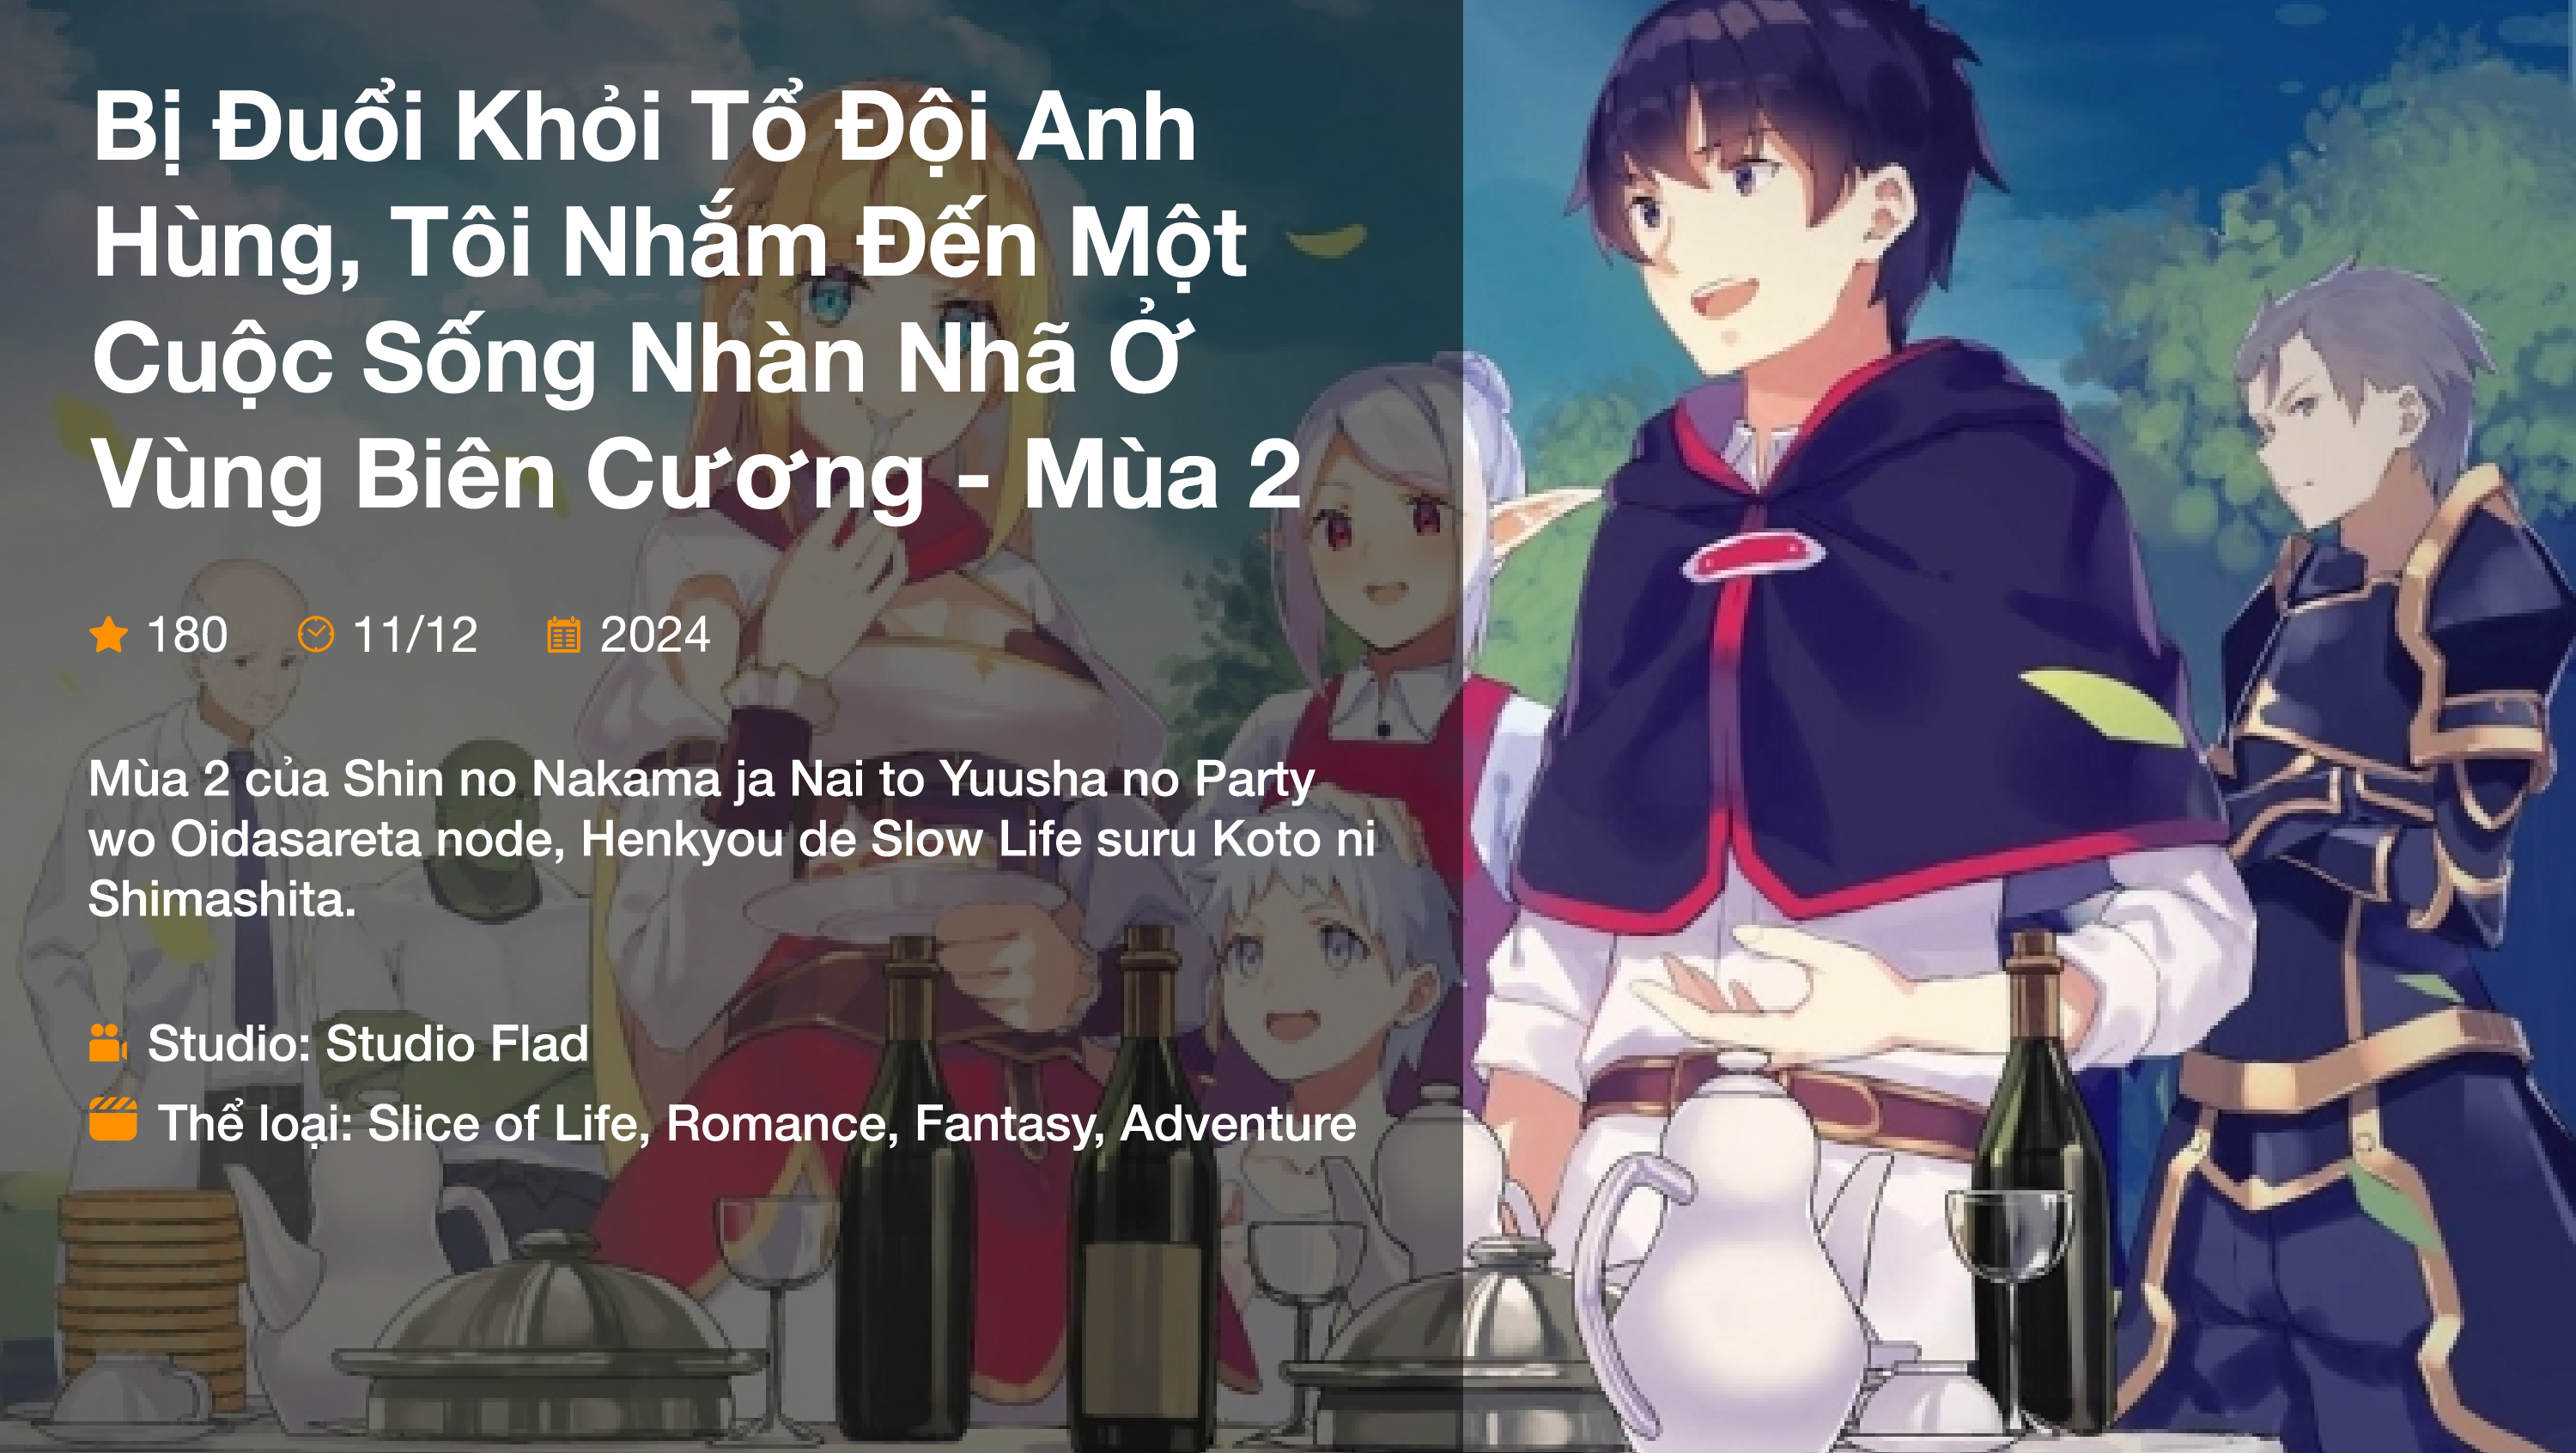 Bị Đuổi Khỏi Tổ Đội Anh
Hùng, Tôi Nhắm Đến Một
Cuộc Sống Nhàn Nhã Ở
Vùng Biên Cương - Mùa 2
180 11/12 2024
Mùa 2 của Shin no Nakama ja Nai to Yuusha no Party
wo Oidasareta node, Henkyou de Slow Life suru Koto ni
Shimashita.
Studio: Studio Flad
Thể loại: Slice of Life, Romance, Fantasy, Adventure